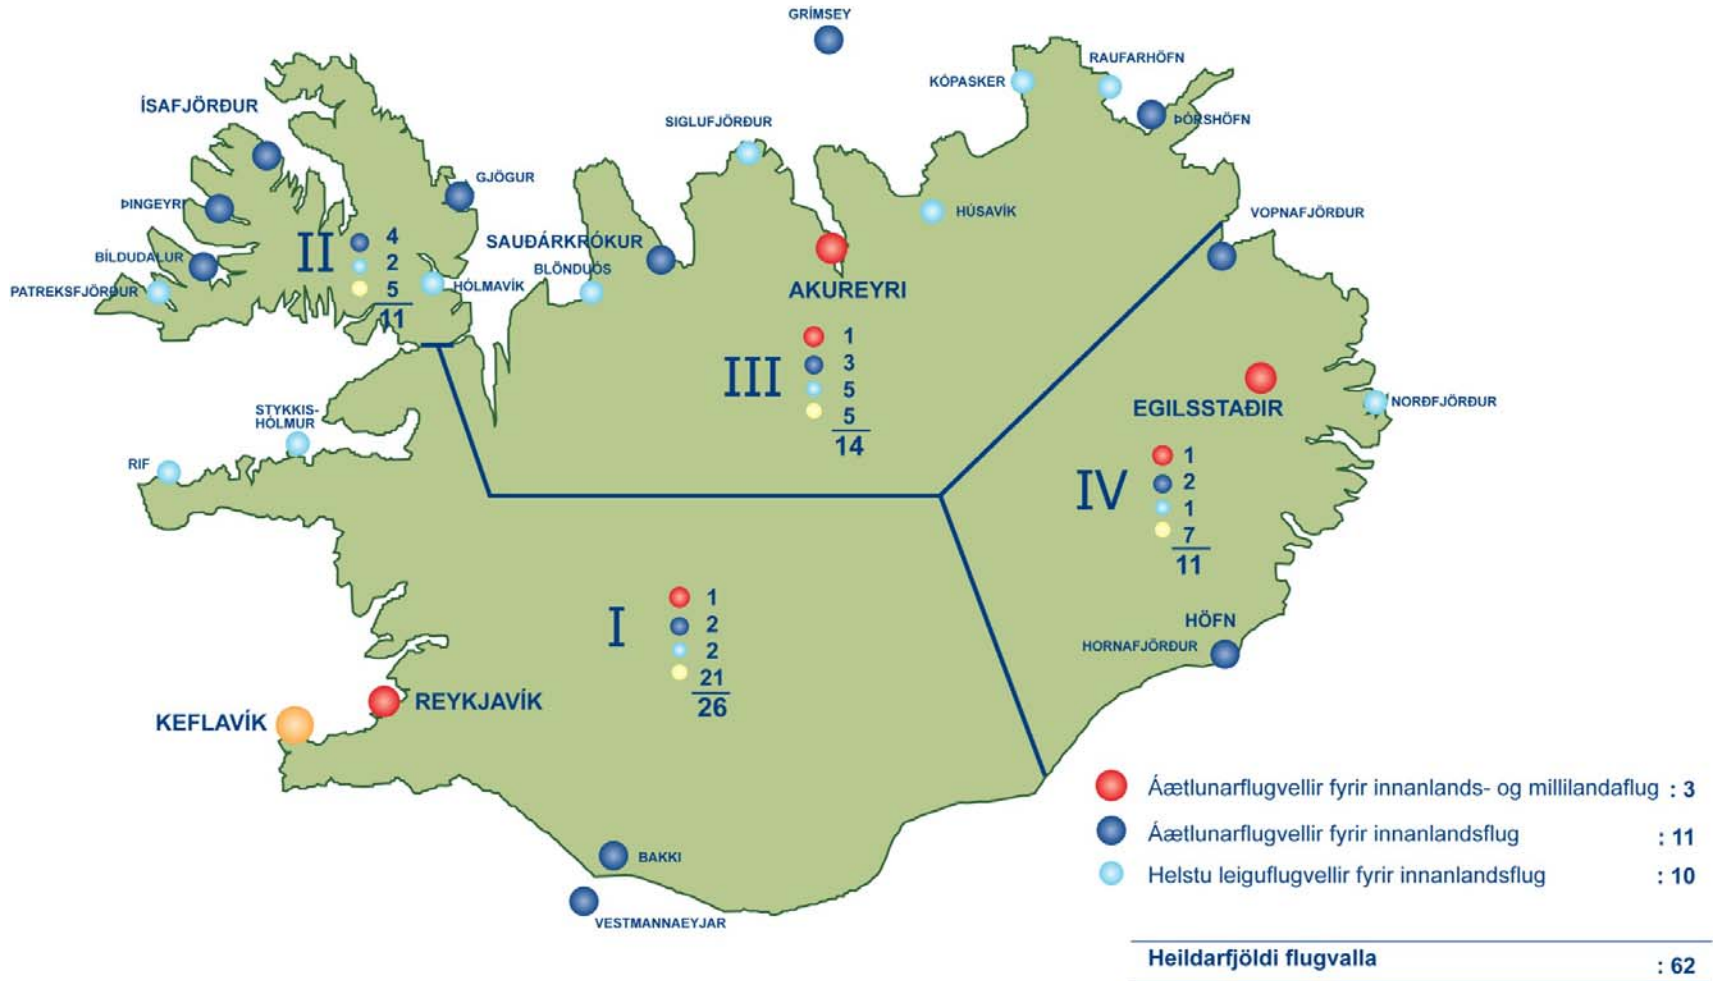 GRÍMSEY
RAUFARHÖFN
KÓPASKER
ÍSAFJÖRÐUR
SIGLUFJÖRÐUR
ÞÓRSHÖFN
GJÖGUR
ÞINGEYRI
HÚSAVÍK
VOPNAFJÖRÐUR
SAUÐÁRKRÓKUR
BÍLDUDALUR
BLÖNDUÓS
PATREKSFJÖRÐUR
HÓLMAVÍK
AKUREYRI
II
4
2
5
11
III
1
3
5
5
14
EGILSSTAÐIR
NORÐFJÖRÐUR
STYKKIS-
HÓLMUR
RIF
IV
1
2
1
7
11
I
1
2
2
21
26
HÖFN
HORNAFJÖRÐUR
REYKJAVÍK
KEFLAVÍK
BAKKI
VESTMANNAEYJAR
Áætlunarflugvellir fyrir innanlands- og millilandaflug : 3
Áætlunarflugvellir fyrir innanlandsflug : 11
Helstu leiguflugvellir fyrir innanlandsflug : 10
Heildarfjöldi flugvalla : 62